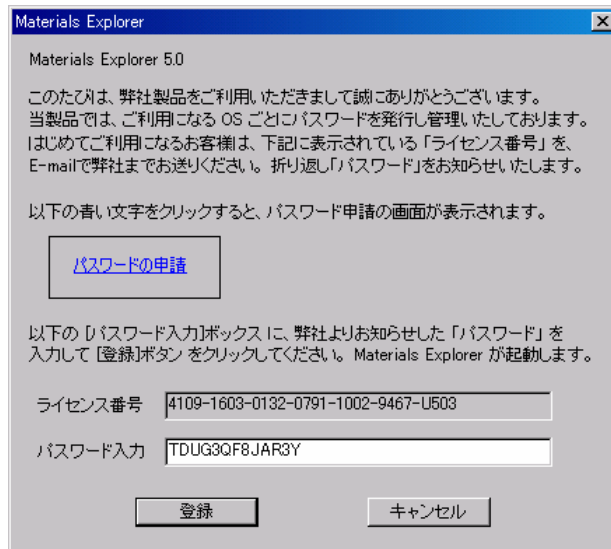 Materials Explorer
Materials Explorer 5.0
このたびは、弊社製品をご利用いただきまして誠にありがとうございます。
当製品では、ご利用になる OS ごとにパスワードを発行し管理いたしております。
はじめてご利用になるお客様は、下記に表示されている「ライセンス番号」を、
E-mailで弊社までお送りください。折り返し「パスワード」をお知らせいたします。
以下の青い文字をクリックすると、パスワード申請の画面が表示されます。
パスワードの申請
以下の [パスワード入力]ボックス に、弊社よりお知らせした「パスワード」を
入力して [登録]ボタン をクリックしてください。Materials Explorer が起動します。
ライセンス番号 4109-1603-0132-0791-1002-9467-U503
パスワード入力 TDUG3QF8JAR3Y
登録 キャンセル